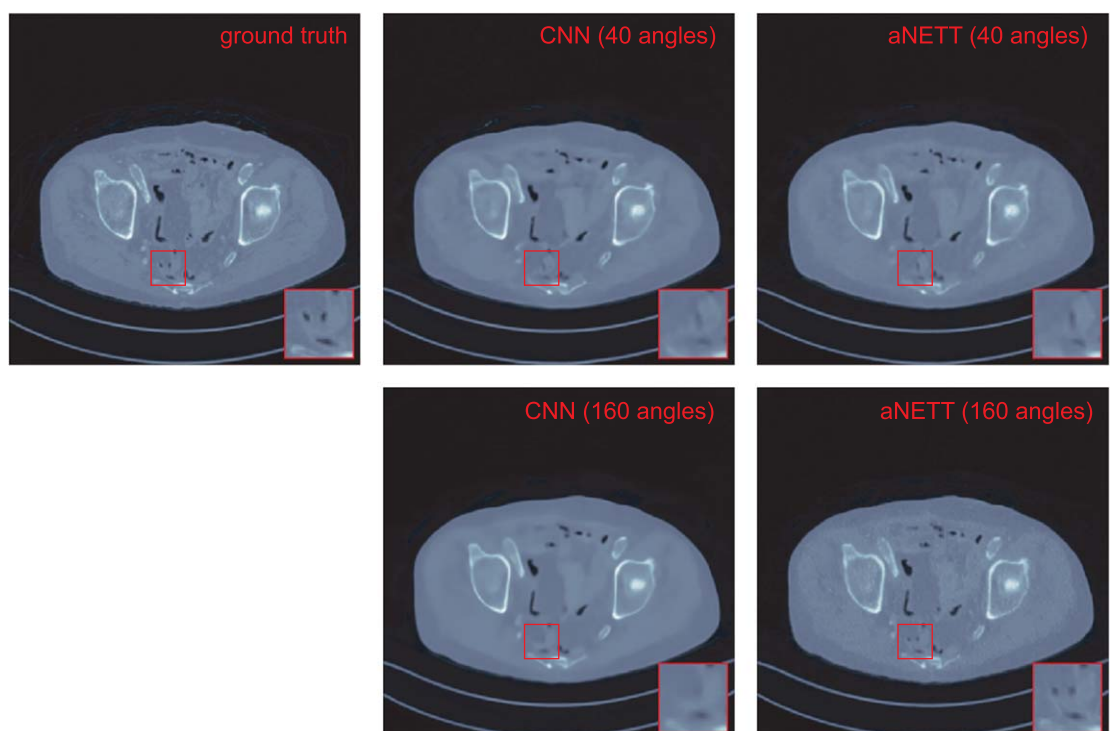 ground truth
CNN (40 angles)
aNETT (40 angles)
CNN (160 angles)
aNETT (160 angles)